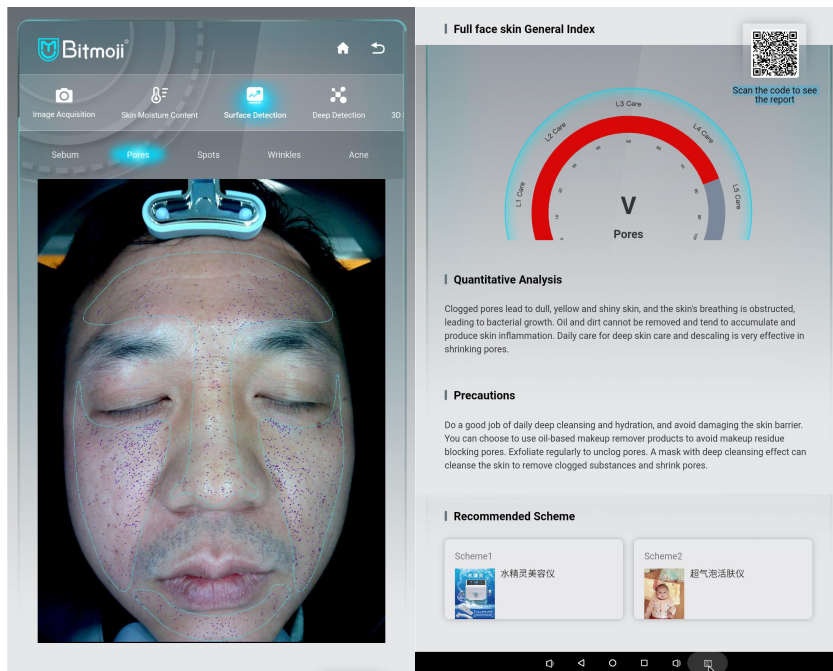 Bitmoji
Image Acquisition
Skin Moisture Content
Surface Detection
Deep Detection
3D
Sebum
Pores
Spots
Wrinkles
Acne
Full face skin General Index
Scan the code to see
the report
L1 Care
L2 Care
L3 Care
L4 Care
L5 Care
V
Pores
Quantitative Analysis
Clogged pores lead to dull, yellow and shiny skin, and the skin's breathing is obstructed,
leading to bacterial growth. Oil and dirt cannot be removed and tend to accumulate and
produce skin inflammation. Daily care for deep skin care and descaling is very effective in
shrinking pores.
Precautions
Do a good job of daily deep cleansing and hydration, and avoid damaging the skin barrier.
You can choose to use oil-based makeup remover products to avoid makeup residue
blocking pores. Exfoliate regularly to unclog pores. A mask with deep cleansing effect can
cleanse the skin to remove clogged substances and shrink pores.
Recommended Scheme
Scheme1
水精灵美容仪
Scheme2
超气泡活肤仪